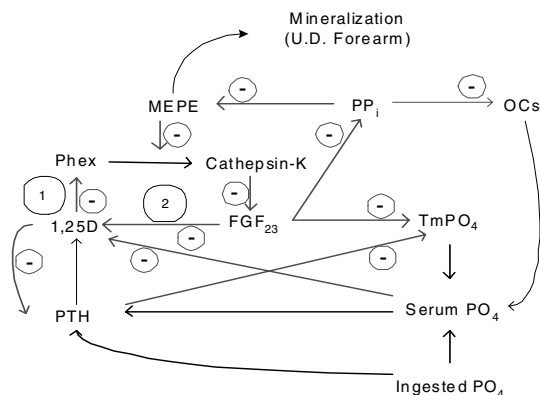 Mineralization
(U.D. Forearm)
-
MEPE - PPi OCs
-
-
Phex Cathepsin-K
1 - 2 - -
1,25D FGF23 TmPO4
-
- - -
PTH Serum PO4
Ingested PO4